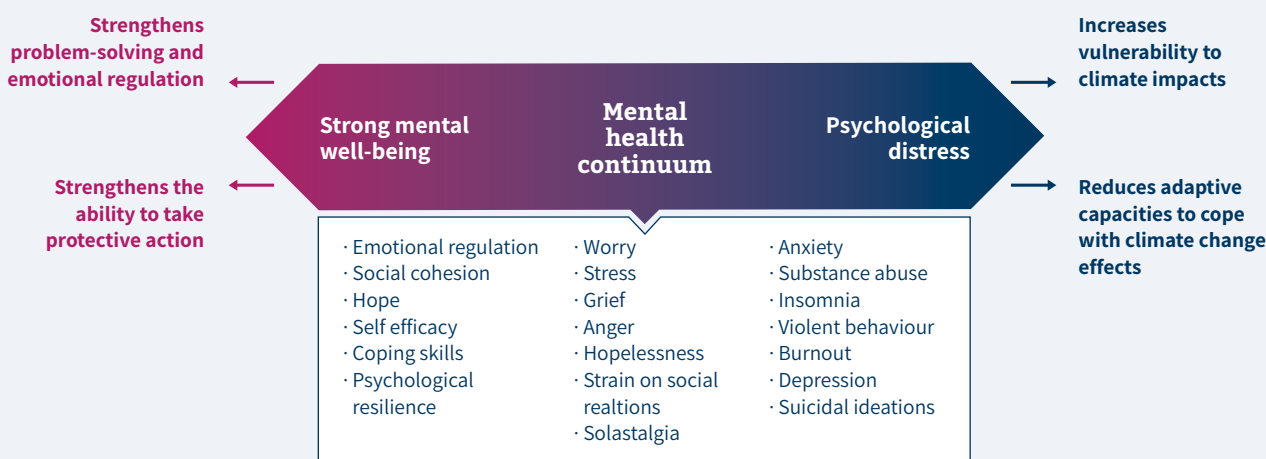 Strengthens
problem-solving and
emotional regulation
Strengthens the
ability to take
protective action
Strong mental
well-being
Mental
health
continuum
Psychological
distress
Increases
vulnerability to
climate impacts
Reduces adaptive
capacities to cope
with climate change
effects
· Emotional regulation
· Social cohesion
· Hope
· Self efficacy
· Coping skills
· Psychological
resilience
· Worry
· Stress
· Grief
· Anger
· Hopelessness
· Strain on social
realtions
· Solastalgia
· Anxiety
· Substance abuse
· Insomnia
· Violent behaviour
· Burnout
· Depression
· Suicidal ideations